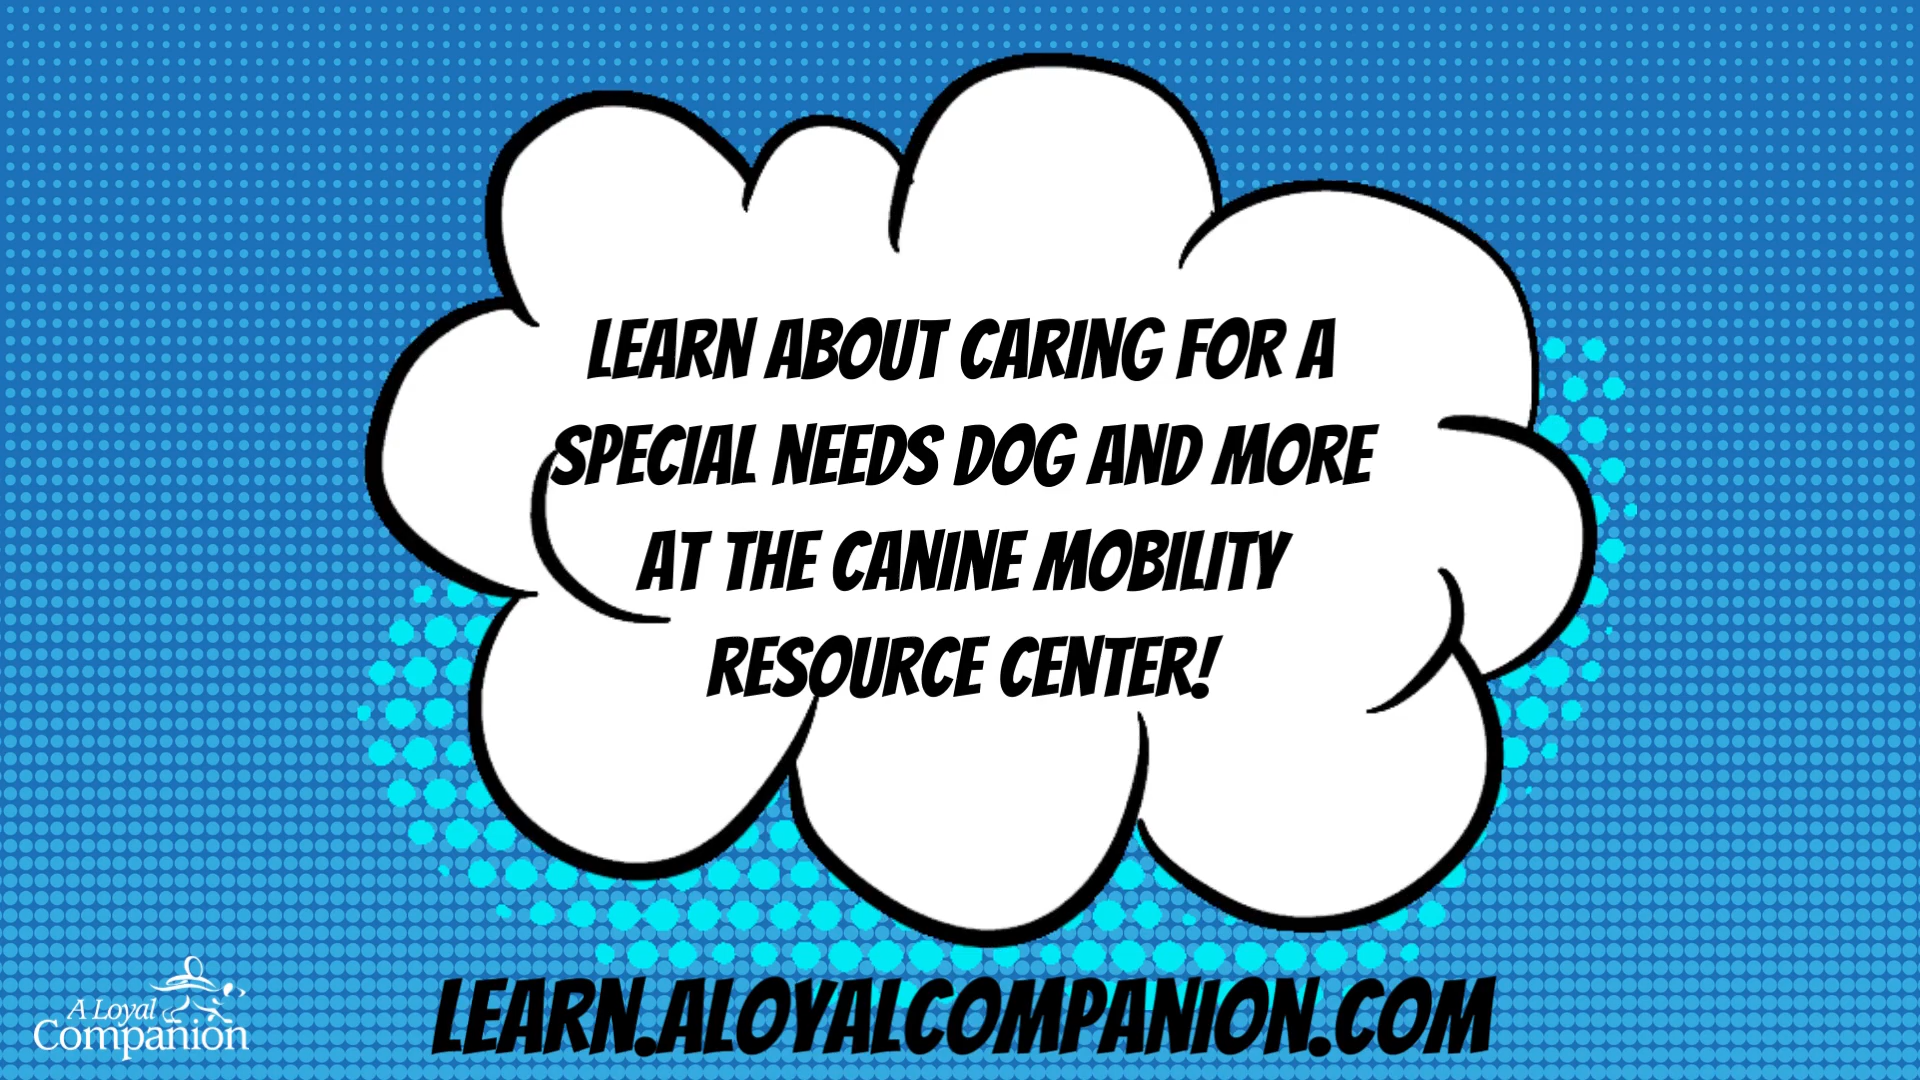 LEARN ABOUT CARING FOR A
SPECIAL NEEDS DOG AND MORE
AT THE CANINE MOBILITY
RESOURCE CENTER!
A Loyal
Companion
LEARN.ALOYALCOMPANION.COM